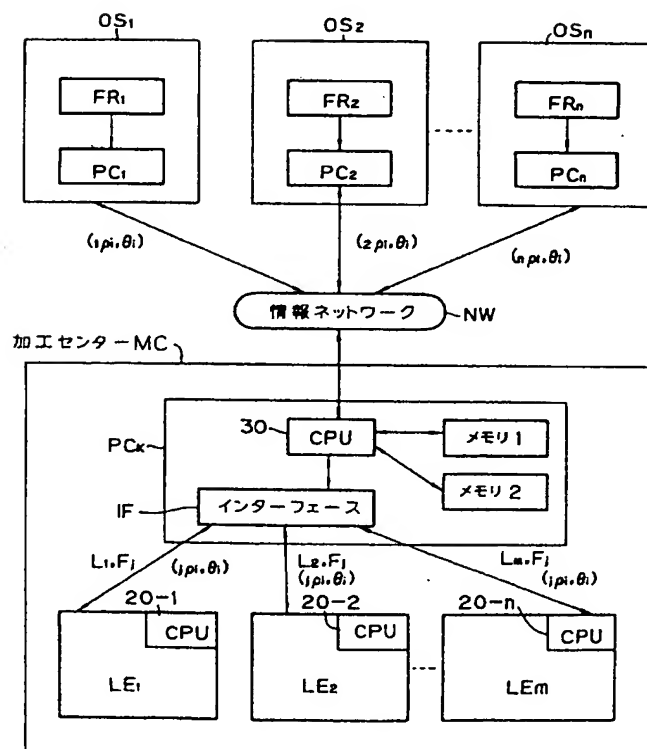 OS₁ OS₂ OSn
FR₁ FR₂ FRn
PC₁ PC₂ PCn
(₁ρi.θi) (₂ρi.θi) (nρi.θi)
情報ネットワーク NW
加工センターMC
30 CPU メモリ1
PCK
メモリ2
IF インターフェース
L₁.Fj (jρi.θi) L₂.Fj (jρi.θi) Lm.Fj (jρi.θi)
20-1 20-2 20-n
CPU CPU CPU
LE₁ LE₂ LEm